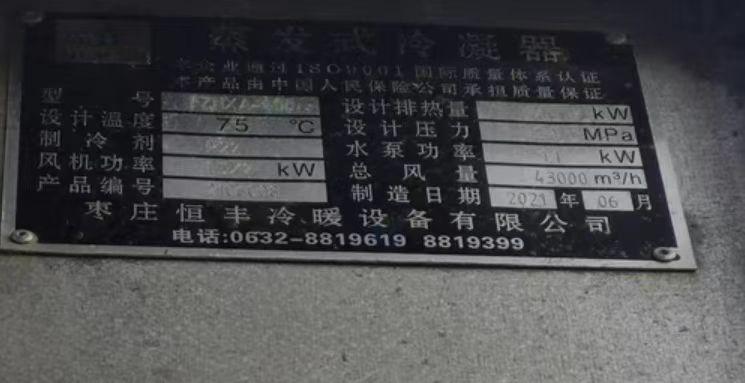 蒸发式冷凝器
本企业通过ISO9001国际质量体系认证
本产品由中国人民保险公司承担质量保证
型号 设计排热量 kW
设计温度 75 °C 设计压力 MPa
制冷剂 水泵功率 kW
风机功率 kW 总风量 43000 m³/h
产品编号 制造日期 2021 年 06 月
枣庄恒丰冷暖设备有限公司
电话:0632-8819619 8819399